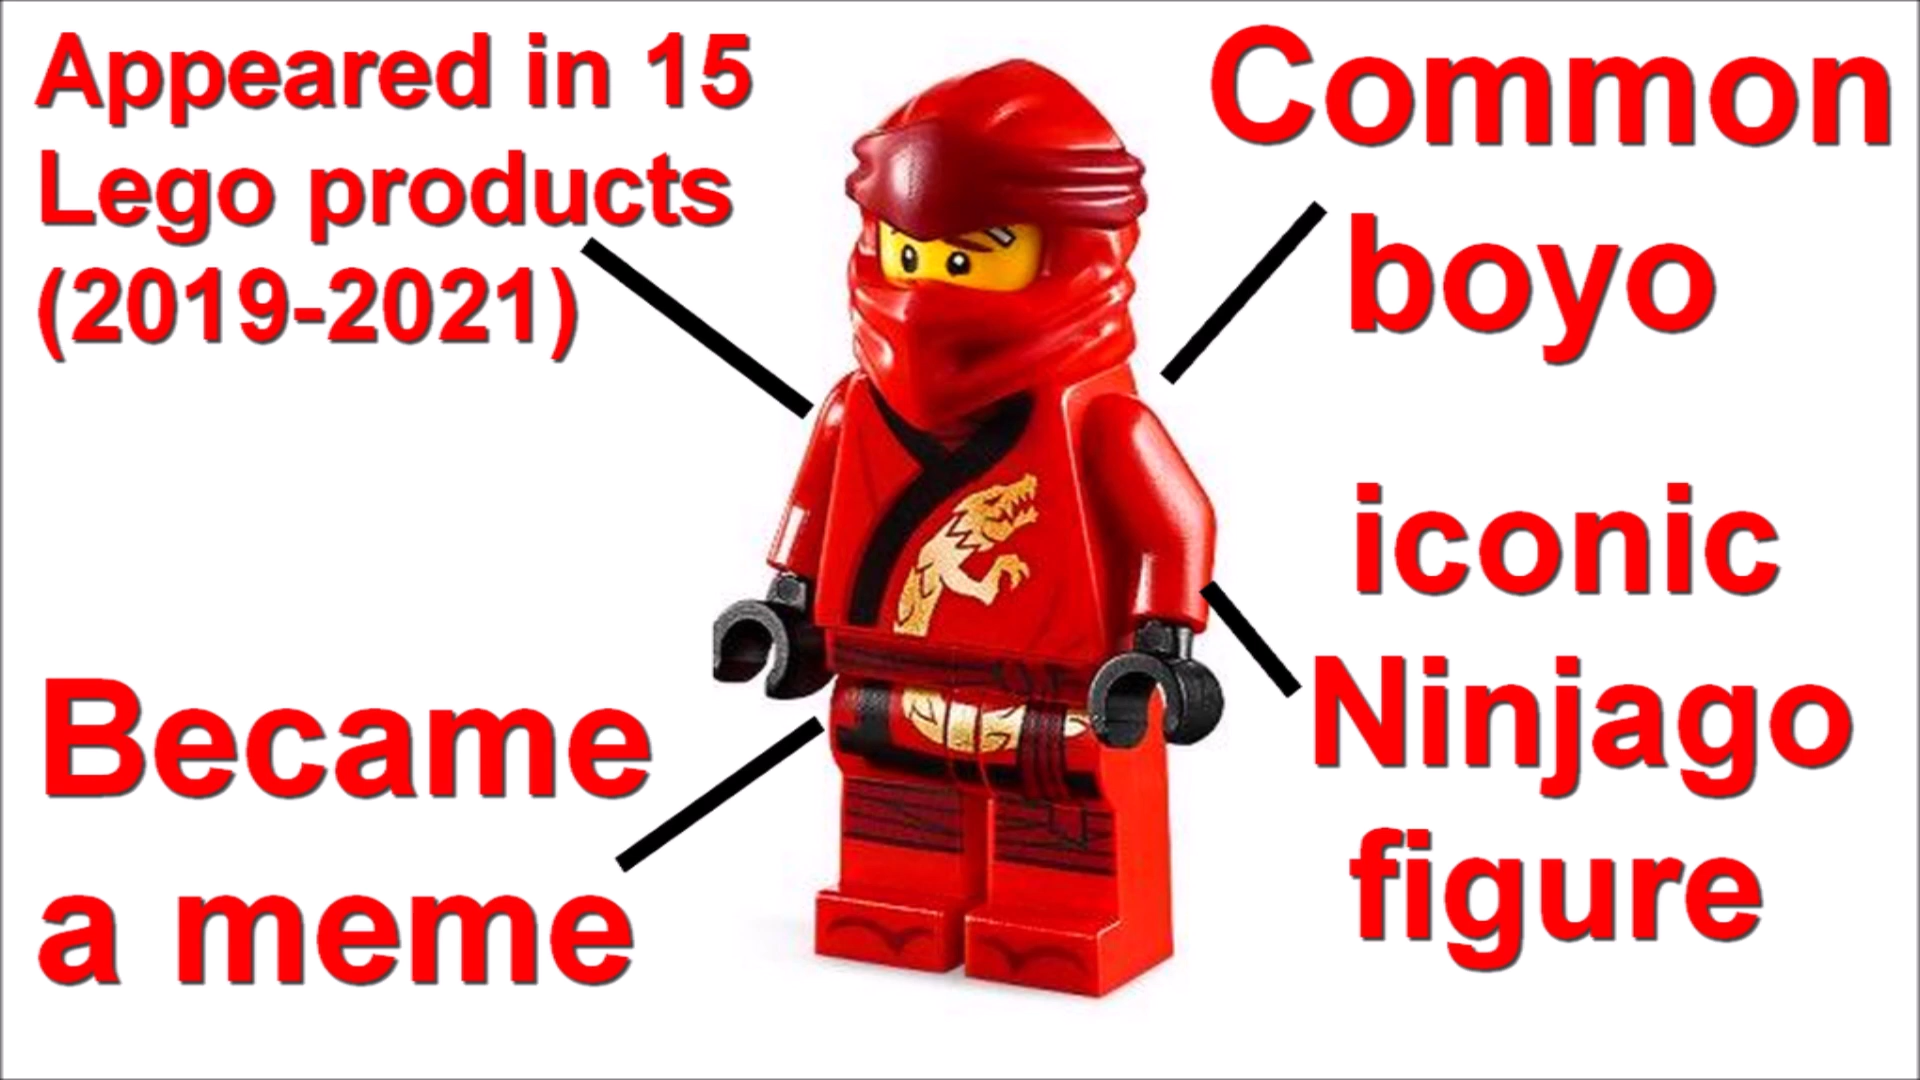 Appeared in 15
Lego products
(2019-2021)
Common
boyo
Became
a meme
iconic
Ninjago
figure